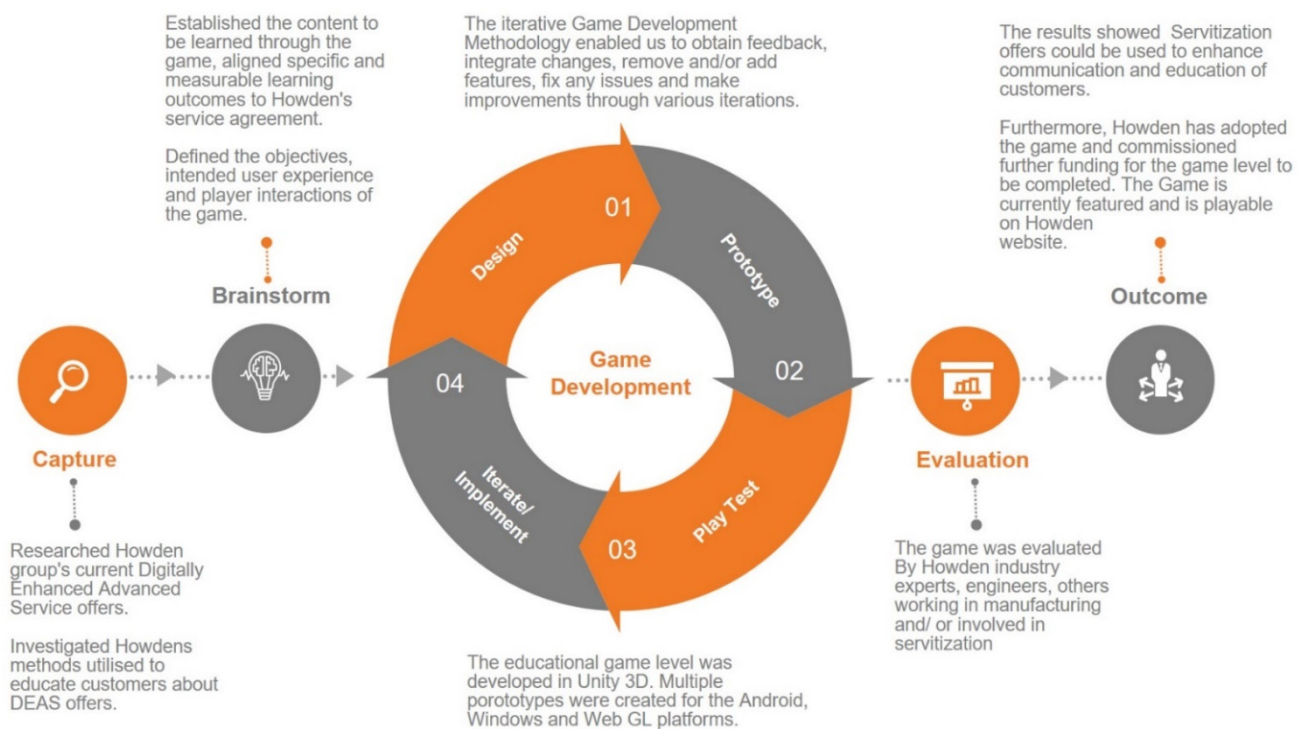 Established the content to
be learned through the
game, aligned specific and
measurable learning
outcomes to Howden's
service agreement.
Defined the objectives,
intended user experience
and player interactions of
the game.
Brainstorm
Capture
Researched Howden
group's current Digitally
Enhanced Advanced
Service offers.
Investigated Howdens
methods utilised to
educate customers about
DEAS offers.
The iterative Game Development
Methodology enabled us to obtain feedback,
integrate changes, remove and/or add
features, fix any issues and make
improvements through various iterations.
01
Design
Prototype
02
Game
Development
04
Iterate/
Implement
Play Test
03
The educational game level was
developed in Unity 3D. Multiple
porototypes were created for the Android,
Windows and Web GL platforms.
Evaluation
The game was evaluated
By Howden industry
experts, engineers, others
working in manufacturing
and/ or involved in
servitization
The results showed Servitization
offers could be used to enhance
communication and education of
customers.
Furthermore, Howden has adopted
the game and commissioned
further funding for the game level to
be completed. The Game is
currently featured and is playable
on Howden
website.
Outcome